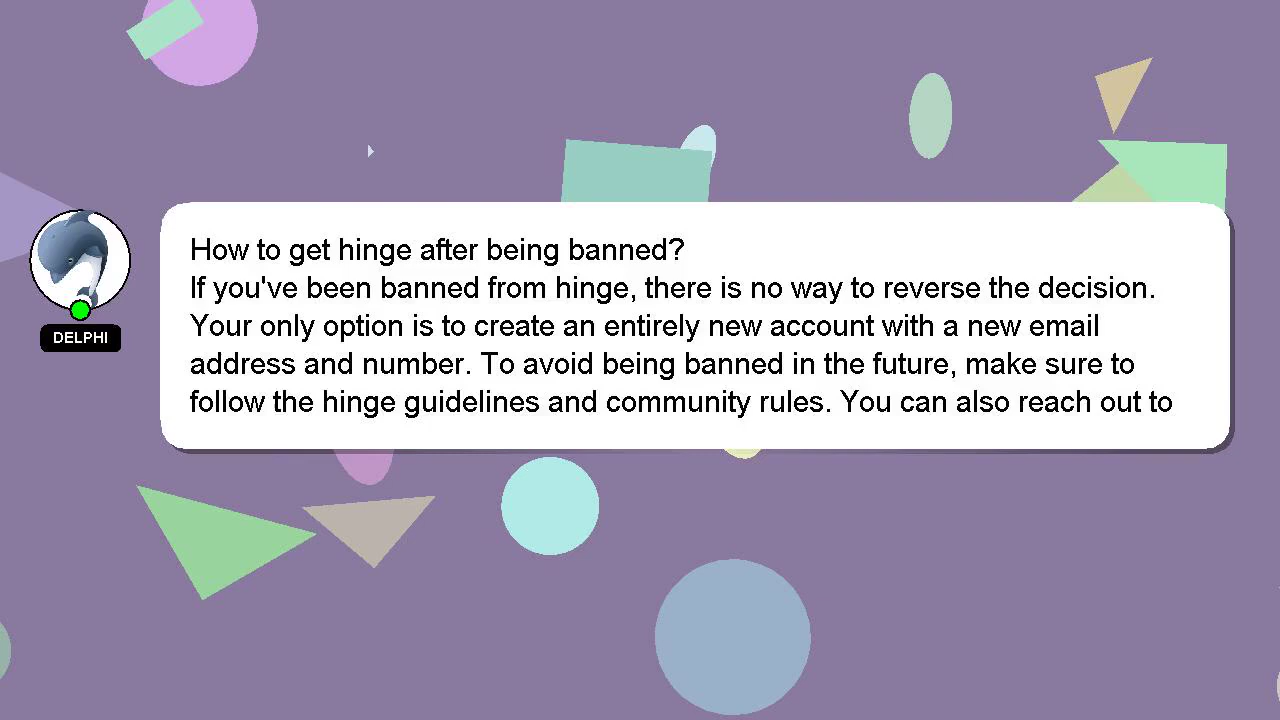 How to get hinge after being banned?
If you've been banned from hinge, there is no way to reverse the decision.
Your only option is to create an entirely new account with a new email
address and number. To avoid being banned in the future, make sure to
follow the hinge guidelines and community rules. You can also reach out to
DELPHI